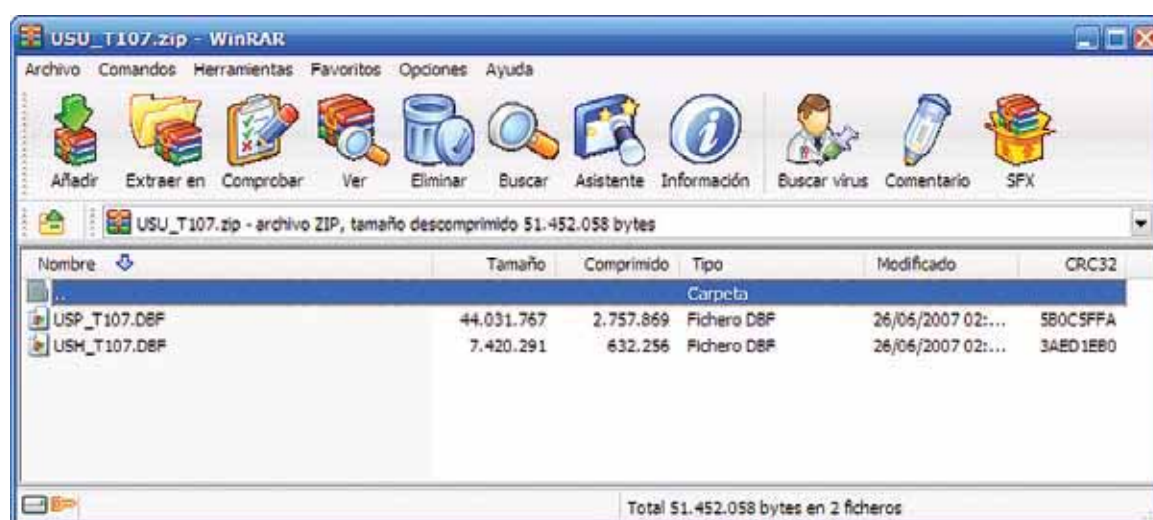 USU_T107.zip - WinRAR
Archivo Comandos Herramientas Favoritos Opciones Ayuda
Añadir Extraer en Comprobar Ver Eliminar Buscar Asistente Información Buscar virus Comentario SFX
USU_T107.zip - archivo ZIP, tamaño descomprimido 51.452.058 bytes
Nombre Tamaño Comprimido Tipo Modificado CRC32
.. Carpeta
USP_T107.DBF 44.031.767 2.757.869 Fichero DBF 26/06/2007 02:... 5B0C5FFA
USH_T107.DBF 7.420.291 632.256 Fichero DBF 26/06/2007 02:... 3AED1EB0
Total 51.452.058 bytes en 2 ficheros